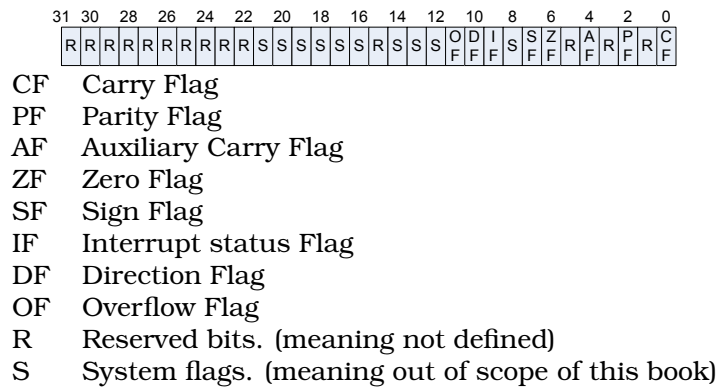 31 30 28 26 24 22 20 18 16 14 12 10 8 6 4 2 0
R R R R R R R R R R S S S S S S R S S S OF DF IF S SF ZF R AF R PF R CF
CF Carry Flag
PF Parity Flag
AF Auxiliary Carry Flag
ZF Zero Flag
SF Sign Flag
IF Interrupt status Flag
DF Direction Flag
OF Overflow Flag
R Reserved bits. (meaning not defined)
S System flags. (meaning out of scope of this book)